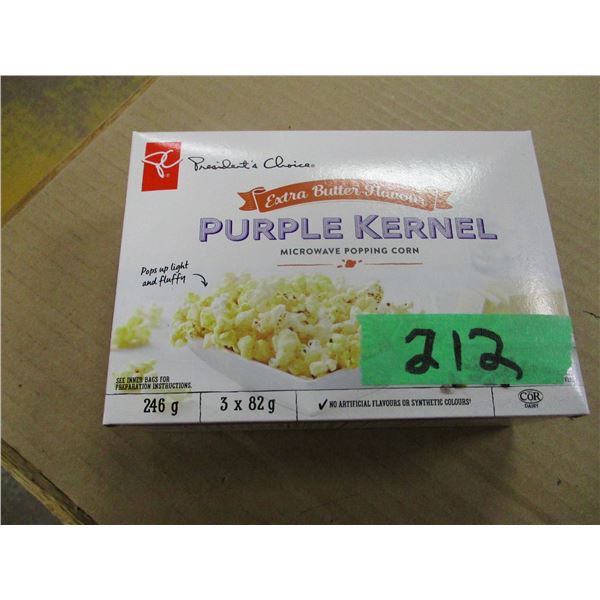 PC
President's Choice®
Extra Butter Flavour
PURPLE KERNEL
MICROWAVE POPPING CORN
Pops up light
and fluffy
212
SEE INNER BAGS FOR
PREPARATION INSTRUCTIONS.
246 g
3 x 82 g
✓ NO ARTIFICIAL FLAVOURS OR SYNTHETIC COLOURS†
COR
DAIRY